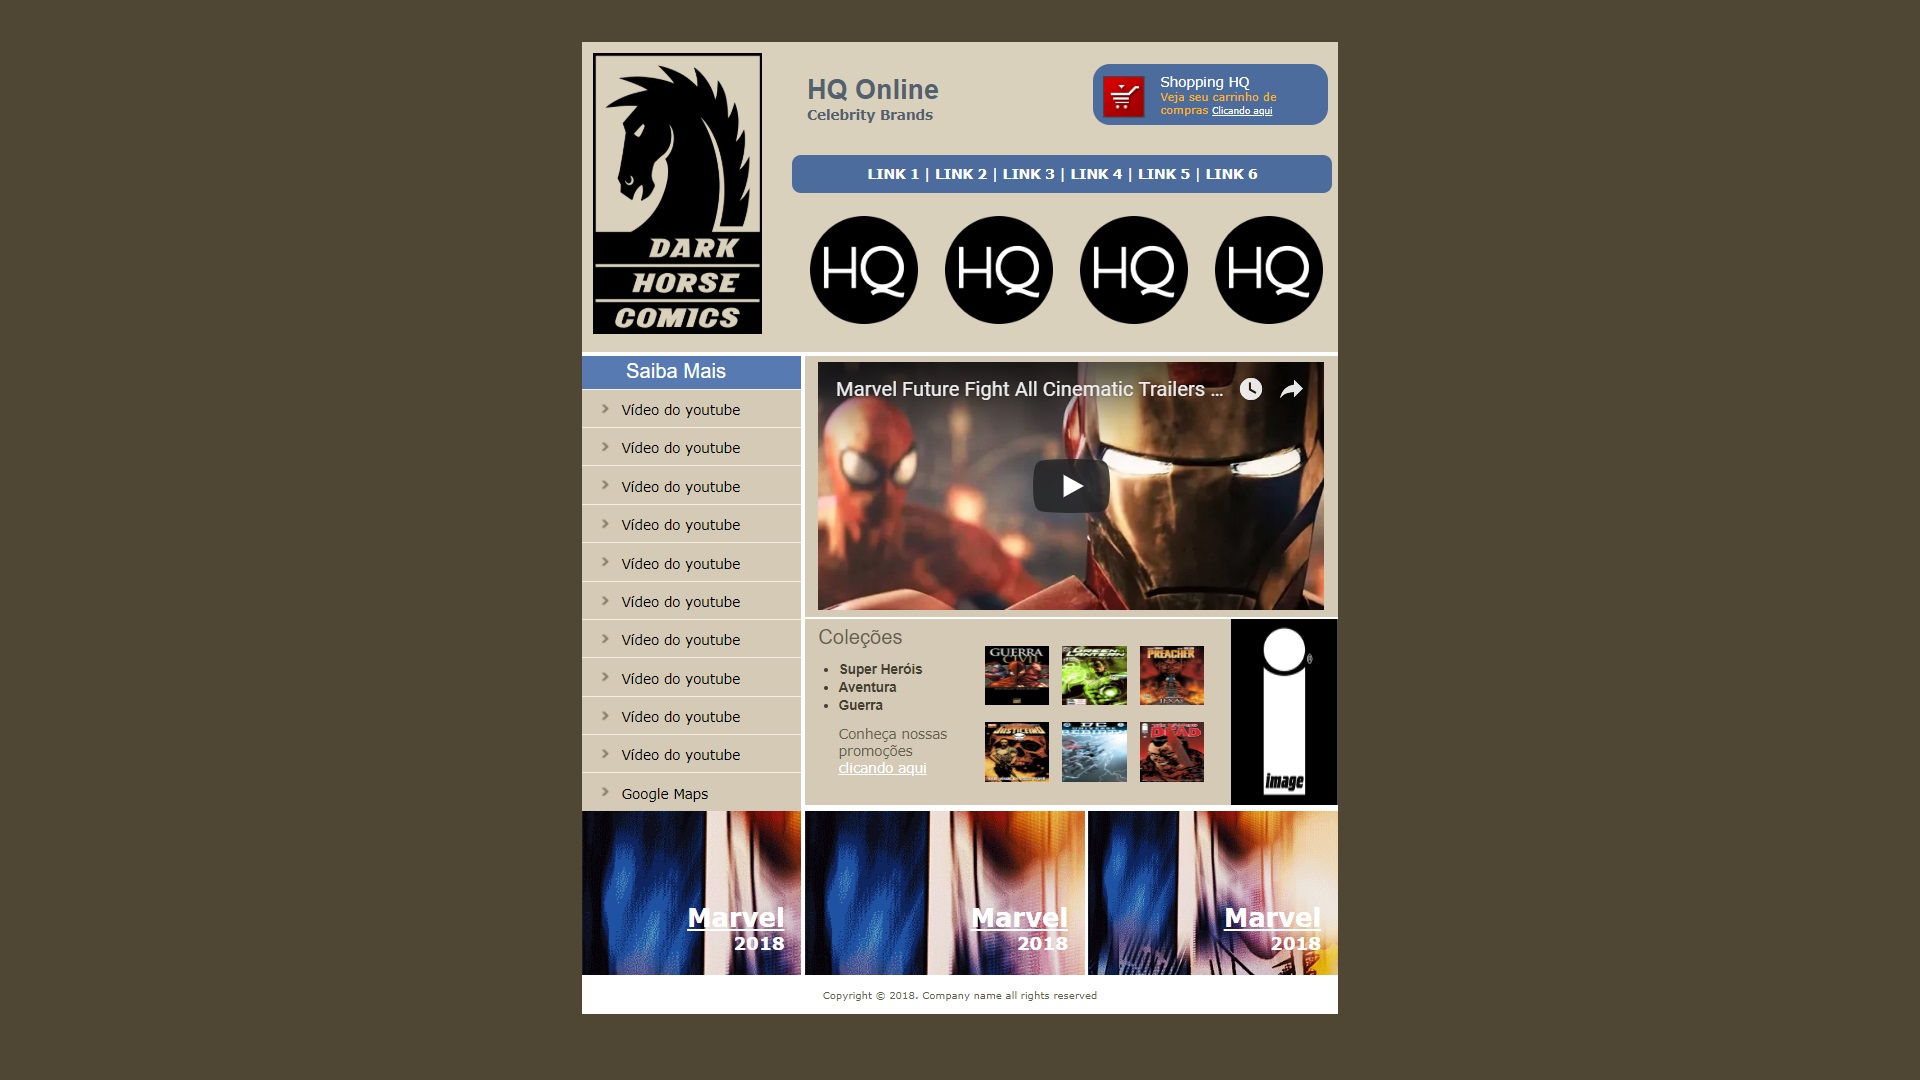 DARK
HORSE
COMICS
HQ Online
Celebrity Brands
Shopping HQ
Veja seu carrinho de
compras Clicando aqui
LINK 1 | LINK 2 | LINK 3 | LINK 4 | LINK 5 | LINK 6
HQ HQ HQ HQ
Saiba Mais
Vídeo do youtube
Vídeo do youtube
Vídeo do youtube
Vídeo do youtube
Vídeo do youtube
Vídeo do youtube
Vídeo do youtube
Vídeo do youtube
Vídeo do youtube
Vídeo do youtube
Google Maps
Marvel Future Fight All Cinematic Trailers ...
Coleções
Super Heróis
Aventura
Guerra
Conheça nossas
promoções
clicando aqui
GUERRA
CIVIL
GREEN LANTERN
PREACHER
TEXAS
JUSTICEIRO
DC
DEAD
image
®
Marvel
2018
Marvel
2018
Marvel
2018
Copyright © 2018. Company name all rights reserved